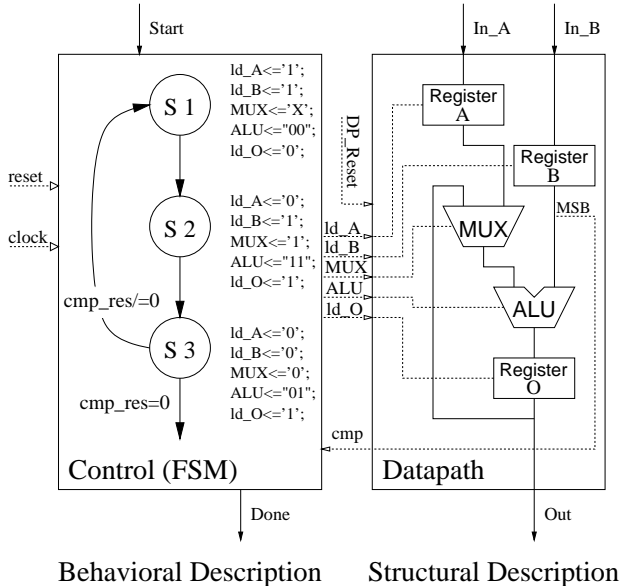 Start
In_A
In_B
S 1
ld_A<='1';
ld_B<='1';
MUX<='X';
ALU<="00";
ld_O<='0';
reset
clock
S 2
ld_A<='0';
ld_B<='1';
MUX<='1';
ALU<="11";
ld_O<='1';
cmp_res/=0
S 3
ld_A<='0';
ld_B<='0';
MUX<='0';
ALU<="01";
ld_O<='1';
cmp_res=0
Control (FSM)
Done
DP_Reset
ld_A
ld_B
MUX
ALU
ld_O
cmp
Register
A
Register
B
MSB
MUX
ALU
Register
O
Datapath
Out
Behavioral Description
Structural Description